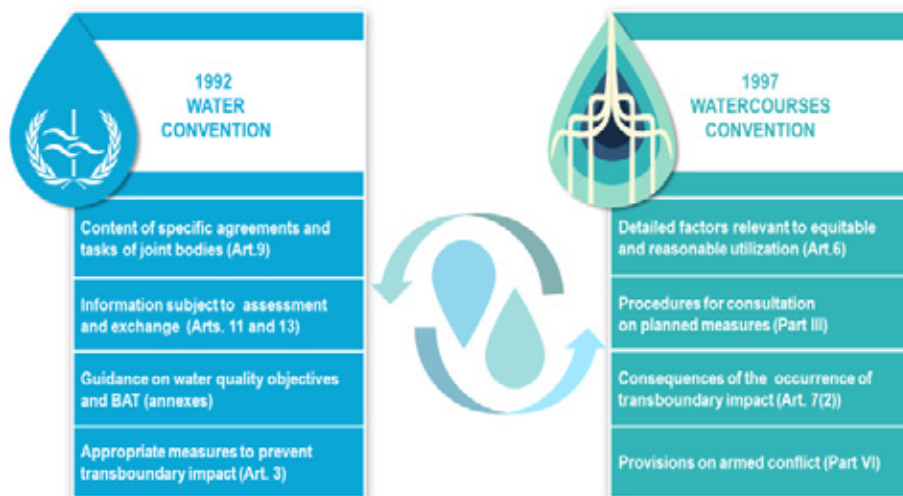 1992
WATER
CONVENTION
Content of specific agreements and
tasks of joint bodies (Art.9)
Information subject to assessment
and exchange (Arts. 11 and 13)
Guidance on water quality objectives
and BAT (annexes)
Appropriate measures to prevent
transboundary impact (Art. 3)
1997
WATERCOURSES
CONVENTION
Detailed factors relevant to equitable
and reasonable utilization (Art.6)
Procedures for consultation
on planned measures (Part III)
Consequences of the occurrence of
transboundary impact (Art. 7(2))
Provisions on armed conflict (Part VI)